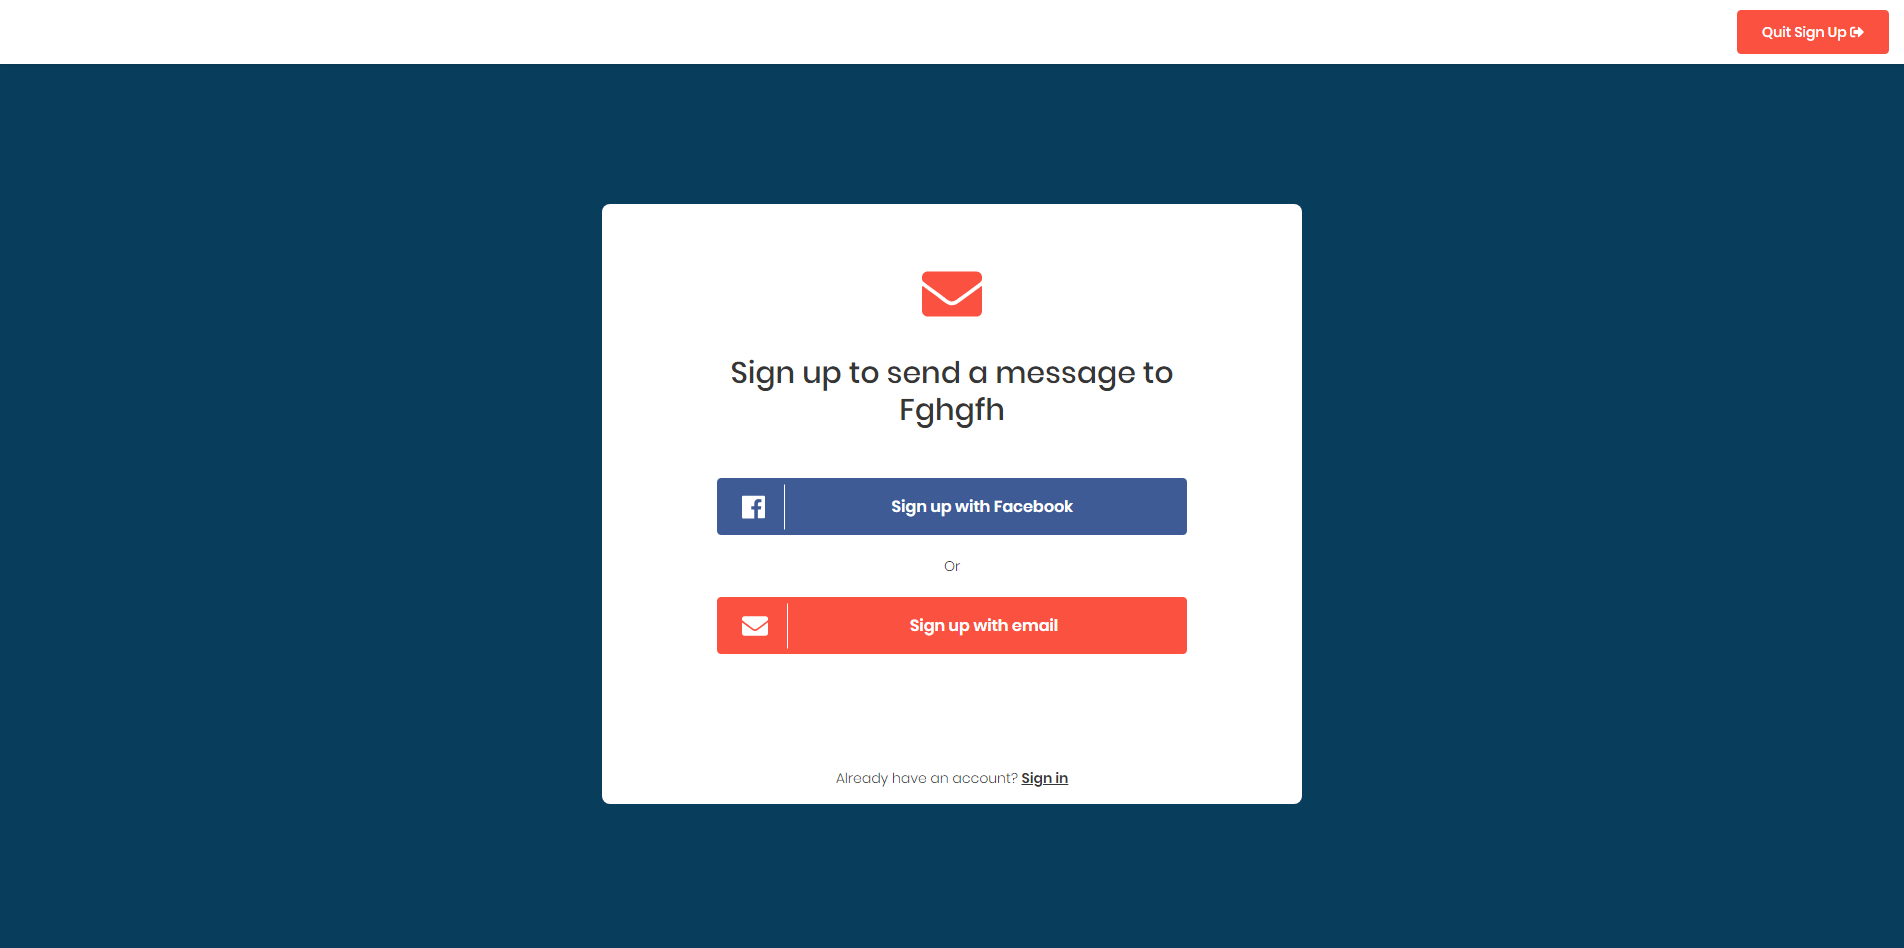 Quit Sign Up
Sign up to send a message to
Fghgfh
Sign up with Facebook
Or
Sign up with email
Already have an account? Sign in